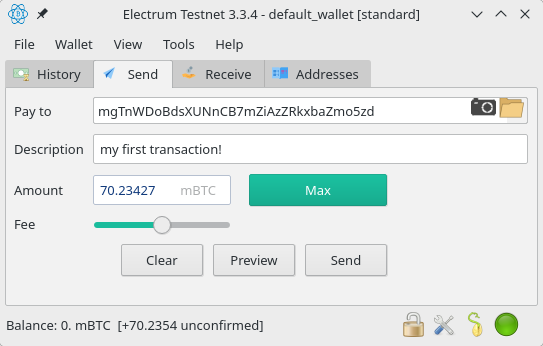 Electrum Testnet 3.3.4 - default_wallet [standard]
File Wallet View Tools Help
History Send Receive Addresses
Pay to mgTnWDoBdsXUNnCB7mZiAzZRkxbaZmo5zd
Description my first transaction!
Amount 70.23427 mBTC Max
Fee
Clear Preview Send
Balance: 0. mBTC [+70.2354 unconfirmed]